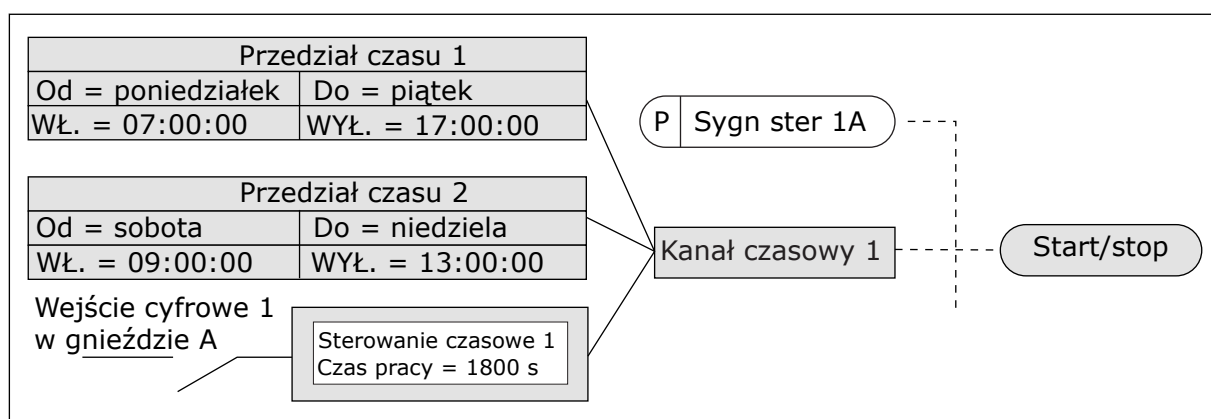 Przedział czasu 1
Od = poniedziałek
Do = piątek
WŁ. = 07:00:00
WYŁ. = 17:00:00
Przedział czasu 2
Od = sobota
Do = niedziela
WŁ. = 09:00:00
WYŁ. = 13:00:00
Wejście cyfrowe 1
w gnieździe A
Sterowanie czasowe 1
Czas pracy = 1800 s
P Sygn ster 1A
Kanał czasowy 1
Start/stop